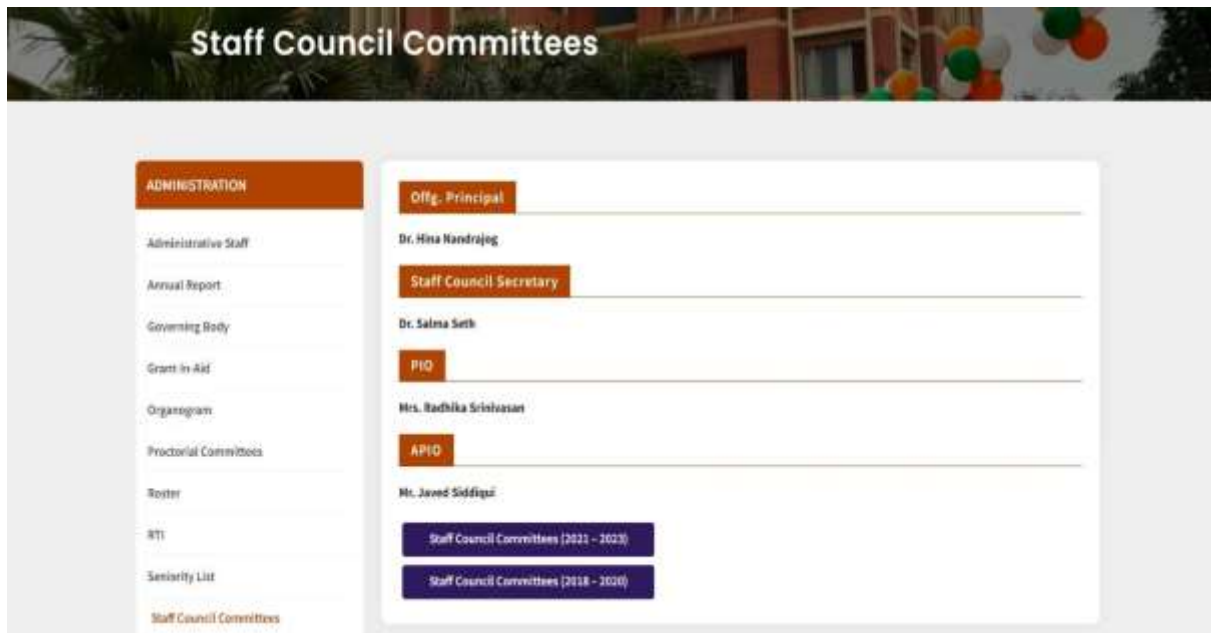 Staff Council Committees
ADMINISTRATION
Administrative Staff
Annual Report
Governing Body
Grant In Aid
Organogram
Proctorial Committees
Roster
RTI
Seniority List
Staff Council Committees
Offg. Principal
Dr. Hina Nandrajog
Staff Council Secretary
Dr. Salma Seth
PIO
Mrs. Radhika Srinivasan
APIO
Mr. Javed Siddiqui
Staff Council Committees (2021 - 2023)
Staff Council Committees (2018 - 2020)